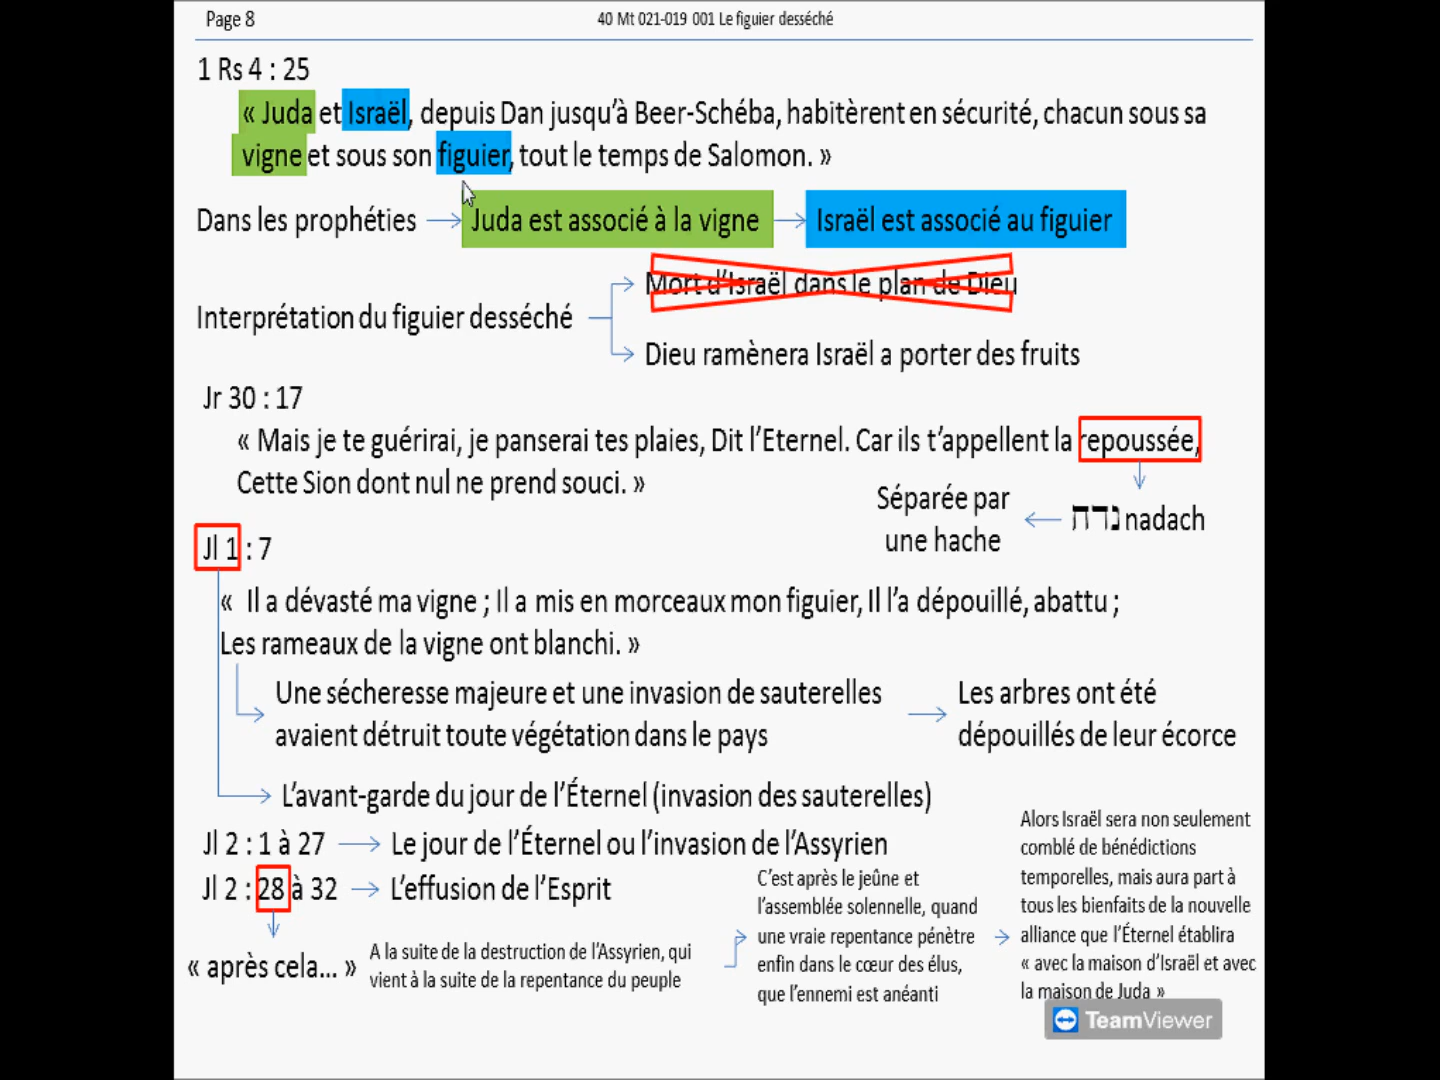 Page 8
40 Mt 021-019 001 Le figuier desséché
1 Rs 4 : 25
« Juda et Israël, depuis Dan jusqu’à Beer-Schéba, habitèrent en sécurité, chacun sous sa
vigne et sous son figuier, tout le temps de Salomon. »
Dans les prophéties
Juda est associé à la vigne
Israël est associé au figuier
Mort d’Israël dans le plan de Dieu
Interprétation du figuier desséché
Dieu ramènera Israël a porter des fruits
Jr 30 : 17
« Mais je te guérirai, je panserai tes plaies, Dit l’Eternel. Car ils t’appellent la repoussée,
Cette Sion dont nul ne prend souci. »
Séparée par
une hache
נדח nadach
Jl 1 : 7
« Il a dévasté ma vigne ; Il a mis en morceaux mon figuier, Il l’a dépouillé, abattu ;
Les rameaux de la vigne ont blanchi. »
Une sécheresse majeure et une invasion de sauterelles
avaient détruit toute végétation dans le pays
Les arbres ont été
dépouillés de leur écorce
L’avant-garde du jour de l’Éternel (invasion des sauterelles)
Jl 2 : 1 à 27
Le jour de l’Éternel ou l’invasion de l’Assyrien
Jl 2 : 28 à 32
L’effusion de l’Esprit
« après cela... »
A la suite de la destruction de l’Assyrien, qui
vient à la suite de la repentance du peuple
C’est après le jeûne et
l’assemblée solennelle, quand
une vraie repentance pénètre
enfin dans le cœur des élus,
que l’ennemi est anéanti
Alors Israël sera non seulement
comblé de bénédictions
temporelles, mais aura part à
tous les bienfaits de la nouvelle
alliance que l’Éternel établira
« avec la maison d’Israël et avec
la maison de Juda »
TeamViewer